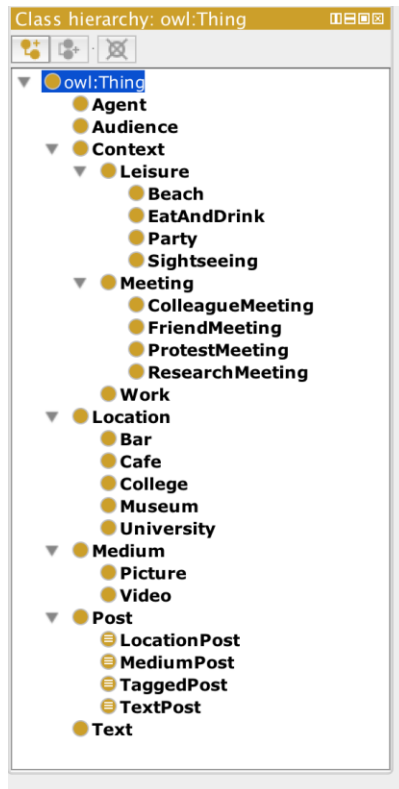 Class hierarchy: owl:Thing
owl:Thing
Agent
Audience
Context
Leisure
Beach
EatAndDrink
Party
Sightseeing
Meeting
ColleagueMeeting
FriendMeeting
ProtestMeeting
ResearchMeeting
Work
Location
Bar
Cafe
College
Museum
University
Medium
Picture
Video
Post
LocationPost
MediumPost
TaggedPost
TextPost
Text